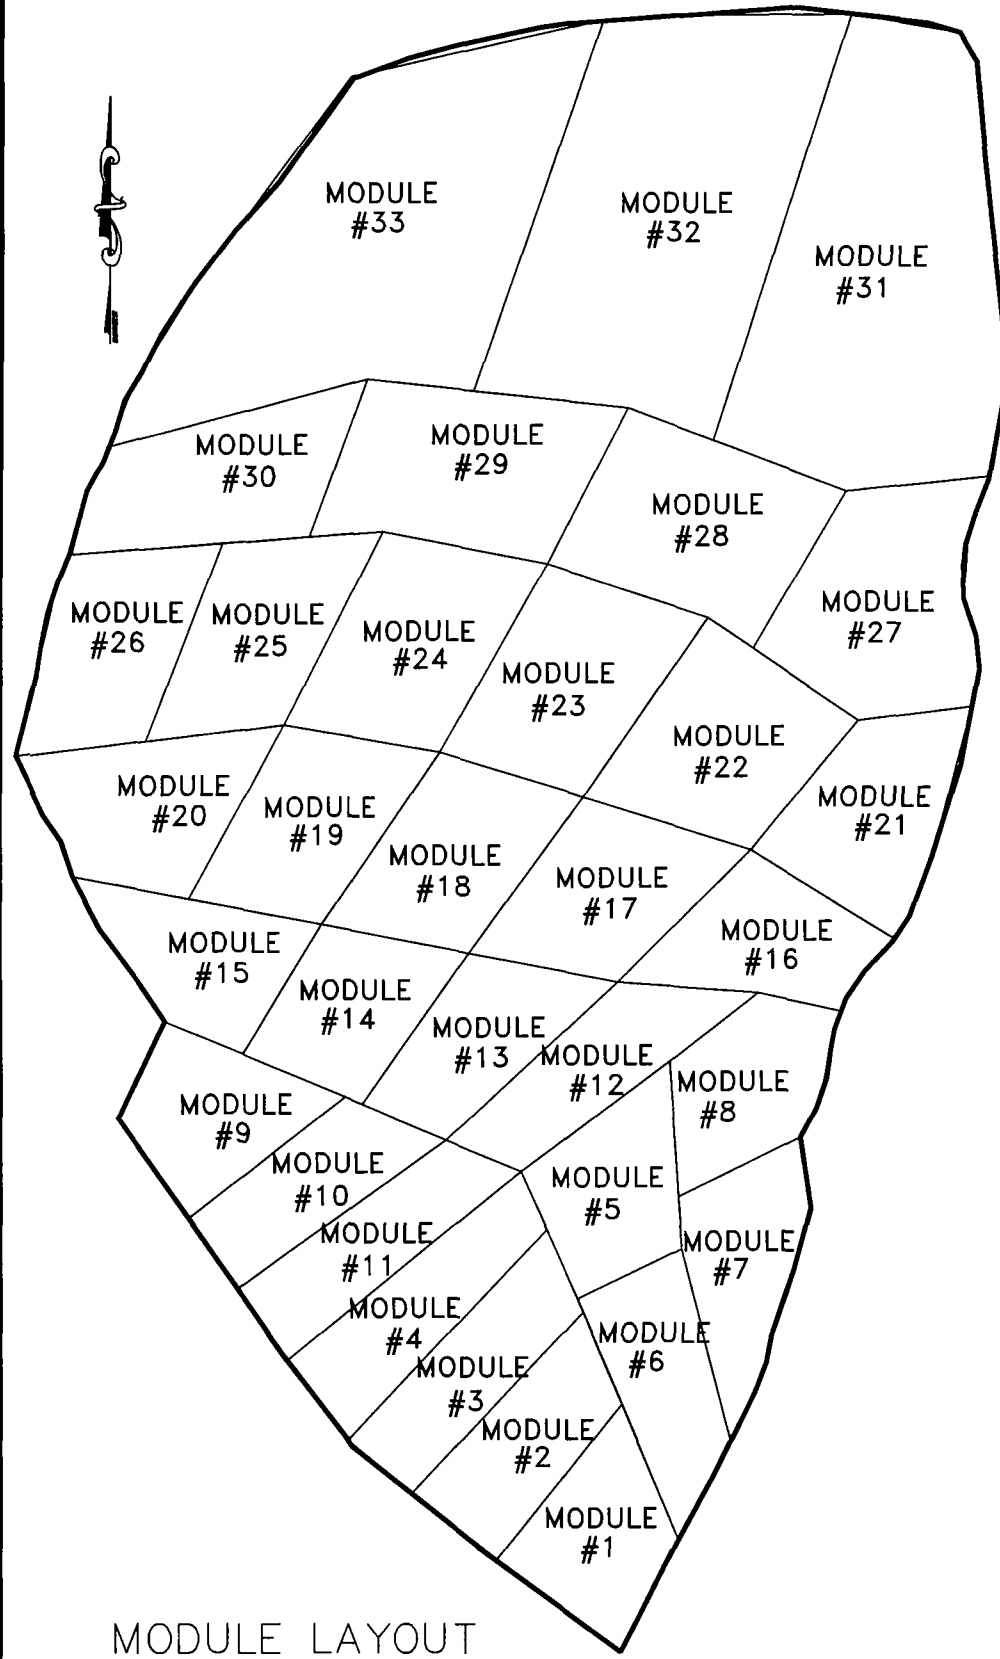 MODULE
#33
MODULE
#32
MODULE
#31
MODULE
#30
MODULE
#29
MODULE
#28
MODULE
#27
MODULE
#26
MODULE
#25
MODULE
#24
MODULE
#23
MODULE
#22
MODULE
#21
MODULE
#20
MODULE
#19
MODULE
#18
MODULE
#17
MODULE
#16
MODULE
#15
MODULE
#14
MODULE
#13
MODULE
#12
MODULE
#8
MODULE
#9
MODULE
#10
MODULE
#5
MODULE
#11
MODULE
#7
MODULE
#4
MODULE
#6
MODULE
#3
MODULE
#2
MODULE
#1
MODULE LAYOUT